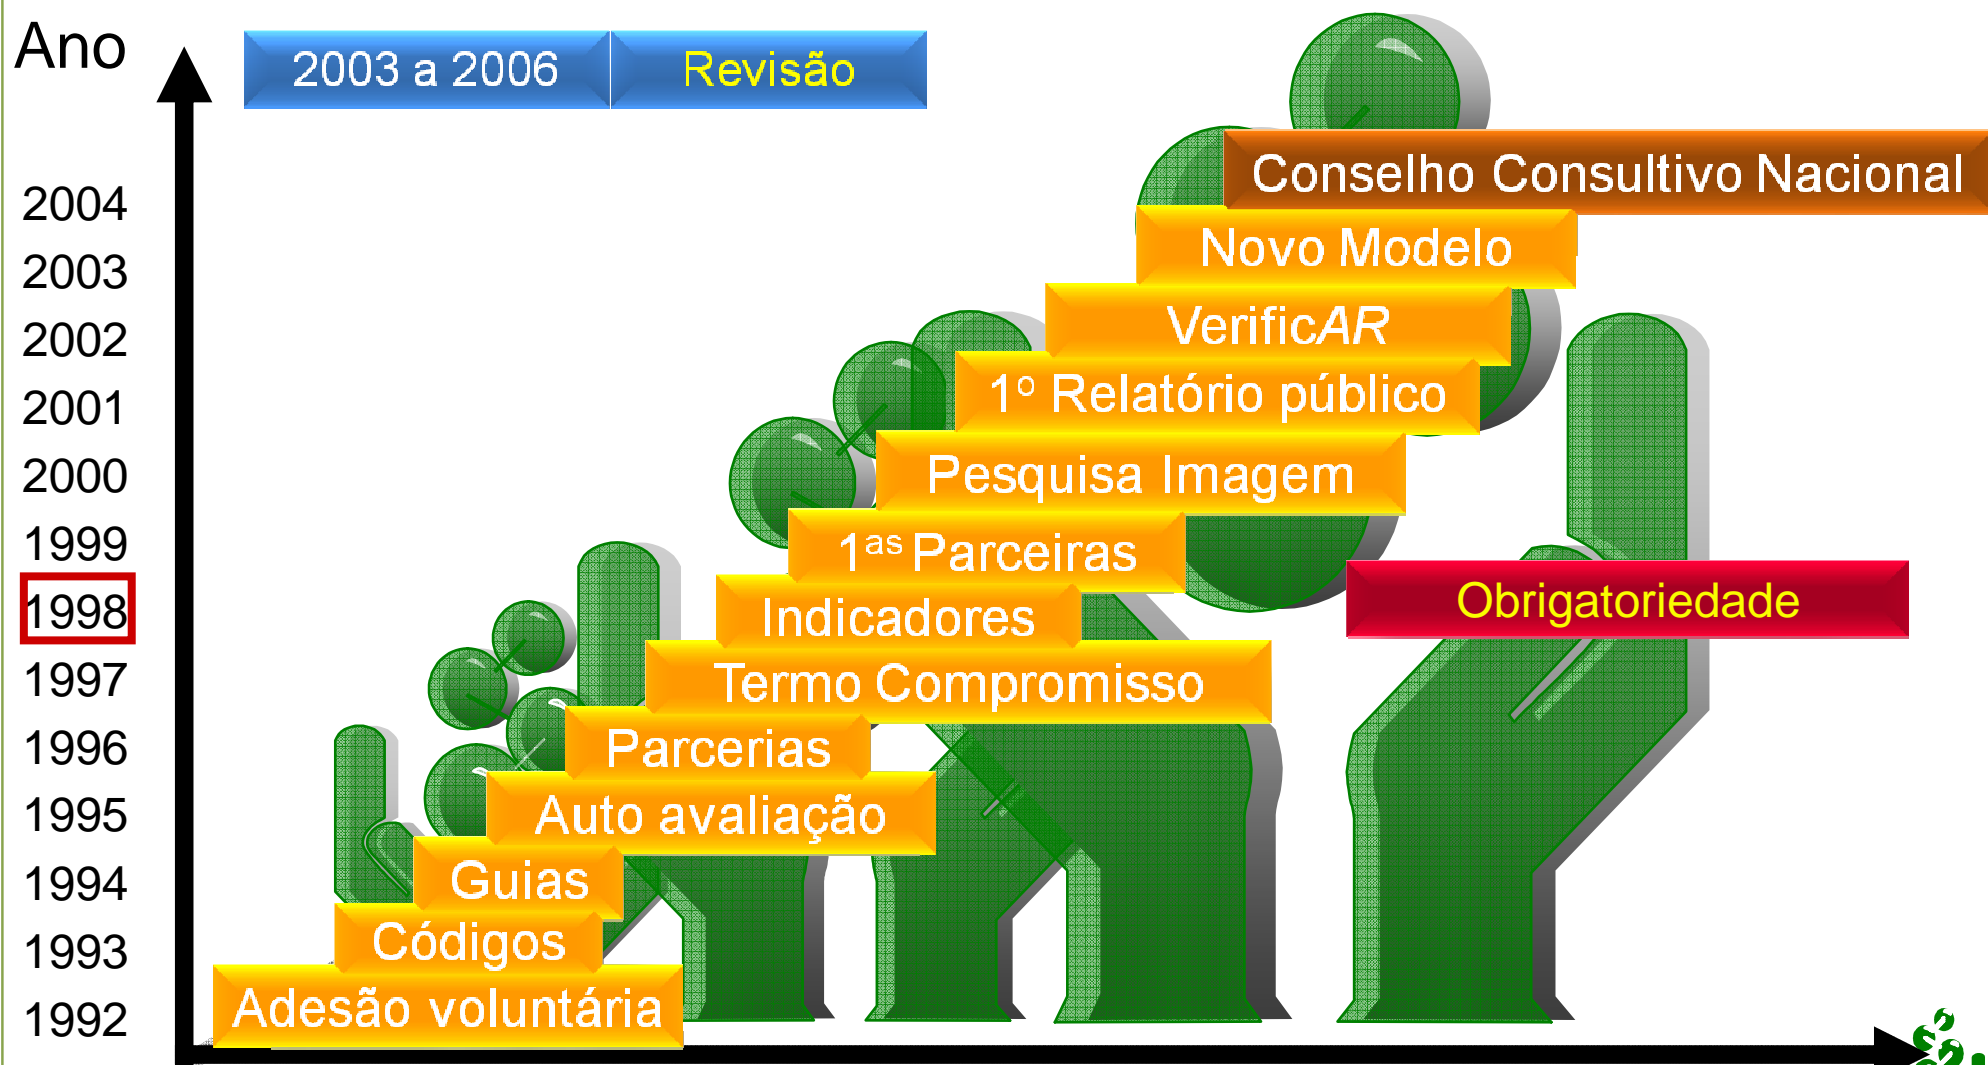 Ano
2003 a 2006 Revisão
2004 Conselho Consultivo Nacional
2003 Novo Modelo
2002 VerificAR
2001 1º Relatório público
2000 Pesquisa Imagem
1999 1as Parceiras
1998 Indicadores Obrigatoriedade
1997 Termo Compromisso
1996 Parcerias
1995 Auto avaliação
1994 Guias
1993 Códigos
1992 Adesão voluntária